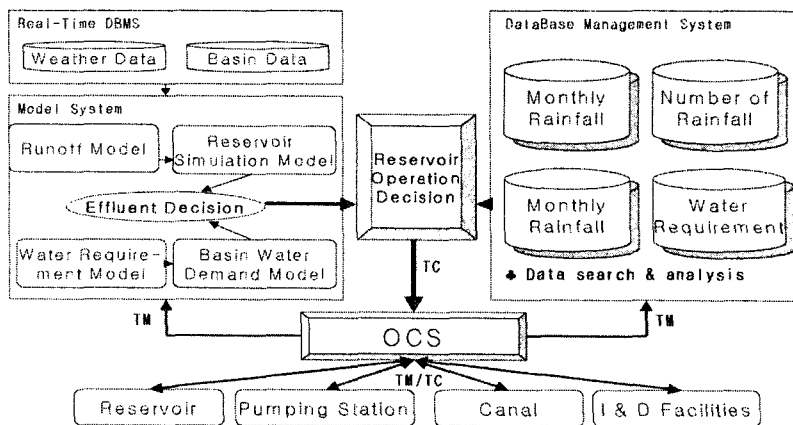 Real-Time DBMS
Weather Data
Basin Data
Model System
Runoff Model
Reservoir
Simulation Model
Effluent Decision
Water Require-
ment Model
Basin Water
Demand Model
Reservoir
Operation
Decision
DataBase Management System
Monthly
Rainfall
Number of
Rainfall
Monthly
Rainfall
Water
Requirement
♣ Data search & analysis
TM
TC
TM
OCS
TM/TC
Reservoir
Pumping Station
Canal
I & D Facilities